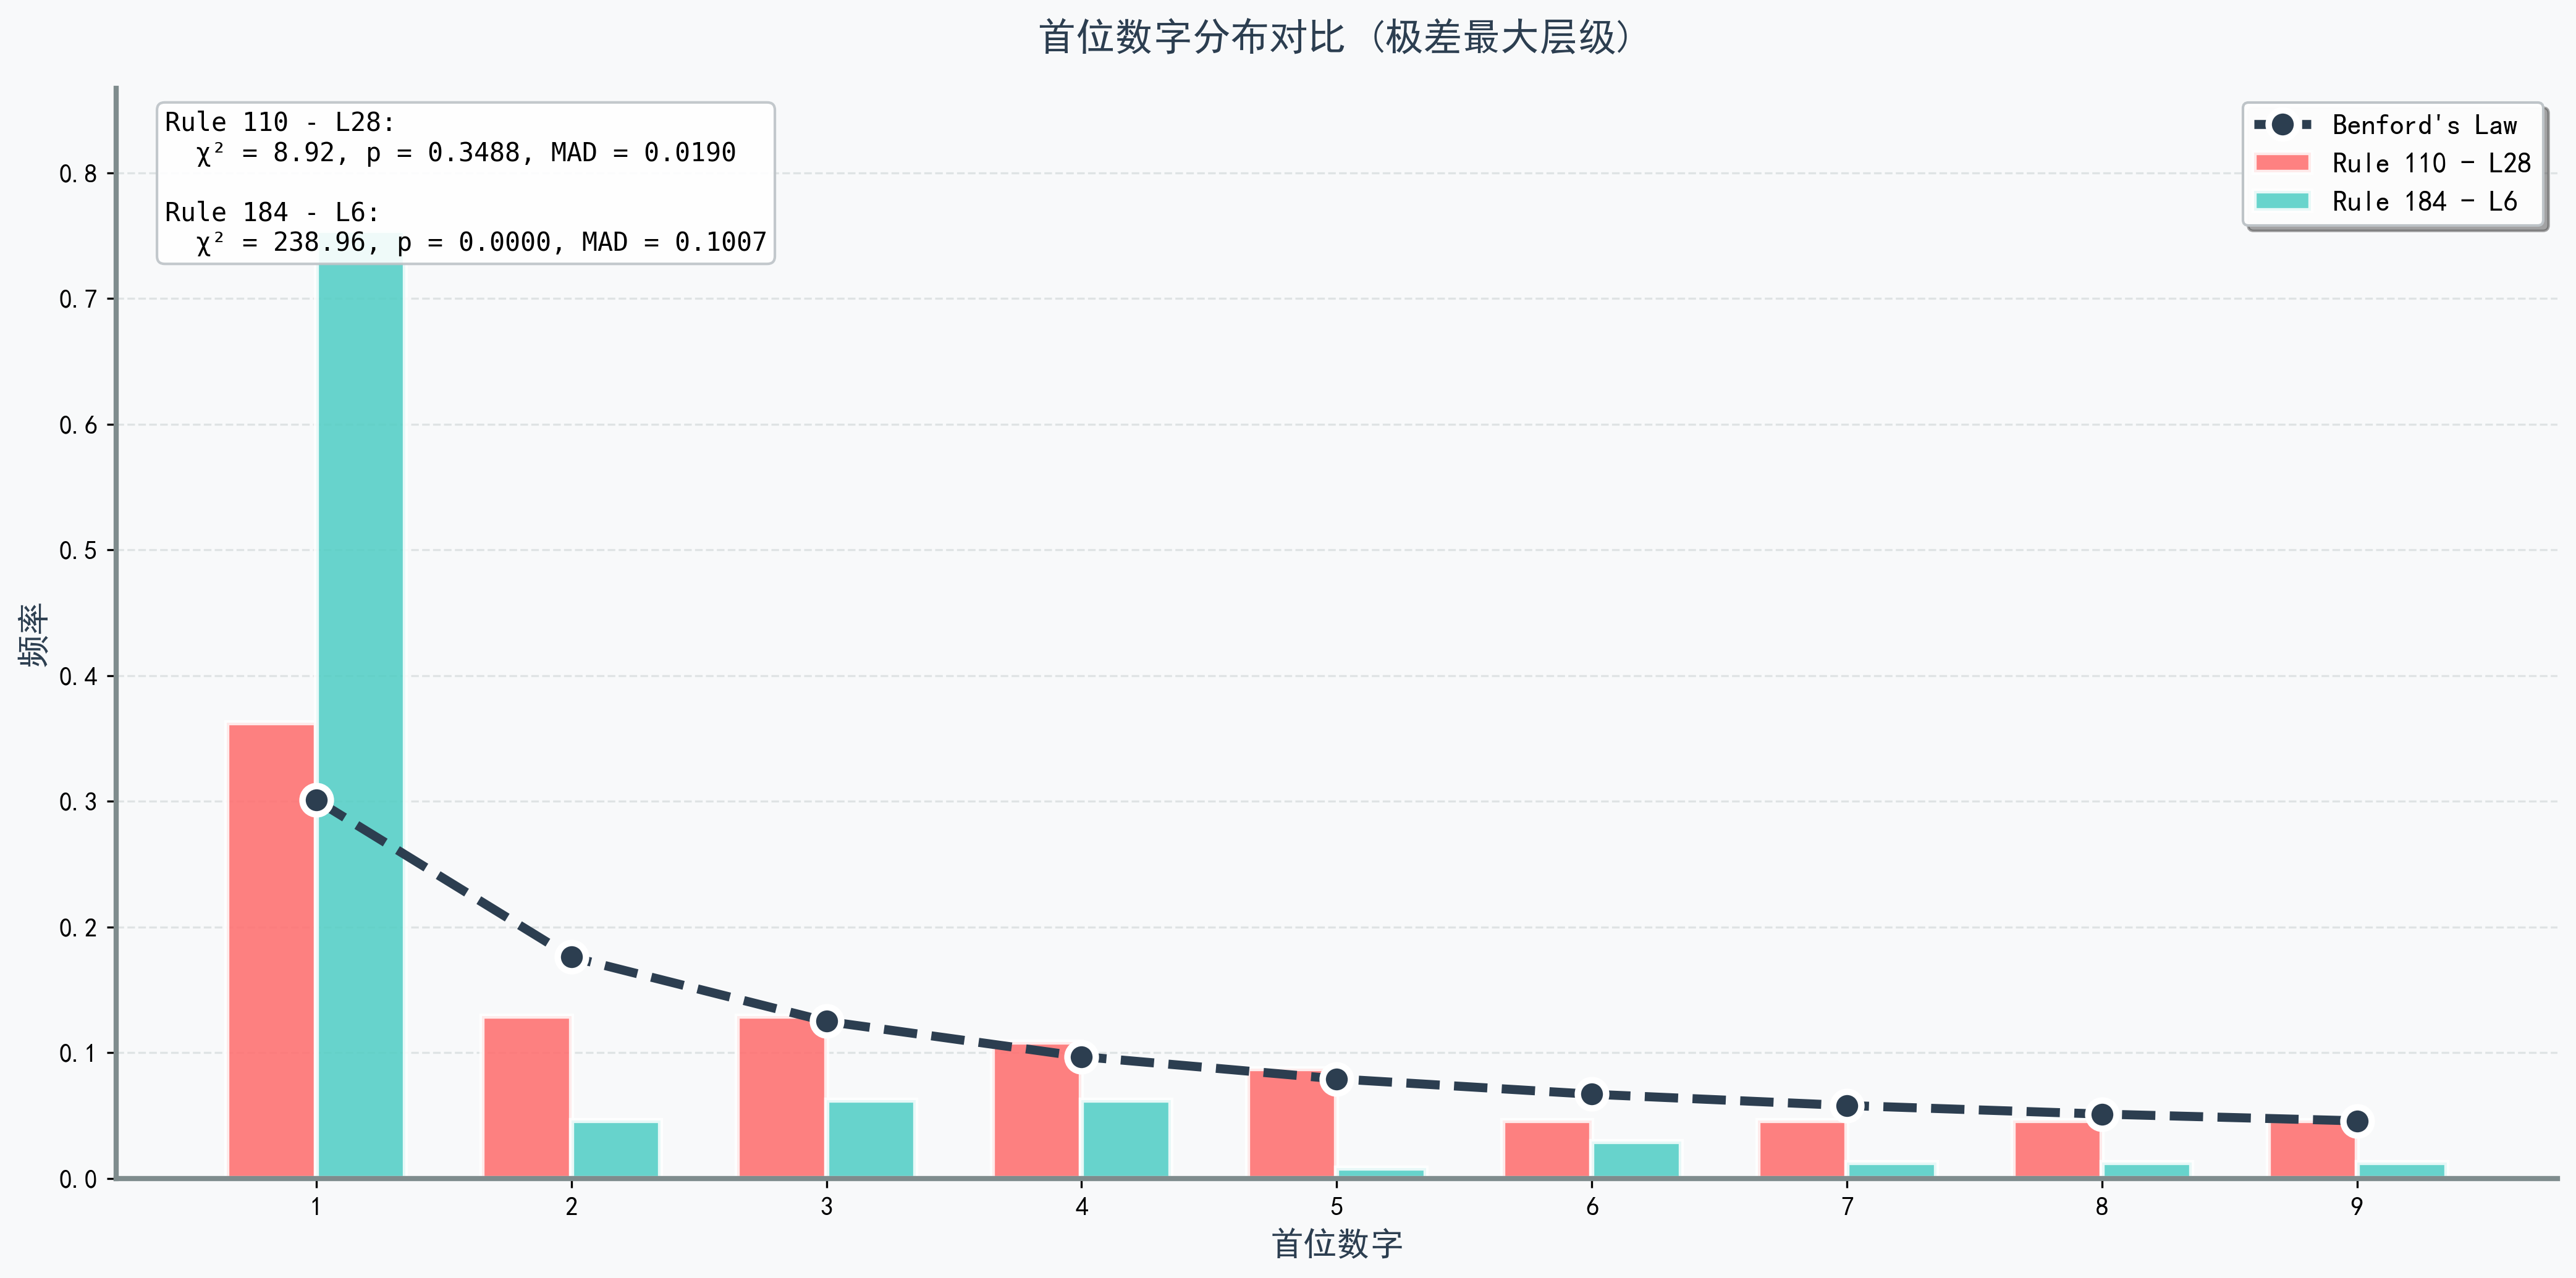 首位数字分布对比 (极差最大层级)
Rule 110 - L28:
χ² = 8.92, p = 0.3488, MAD = 0.0190
Rule 184 - L6:
χ² = 238.96, p = 0.0000, MAD = 0.1007
Benford's Law
Rule 110 - L28
Rule 184 - L6
频率
0.8
0.7
0.6
0.5
0.4
0.3
0.2
0.1
0.0
1 2 3 4 5 6 7 8 9
首位数字